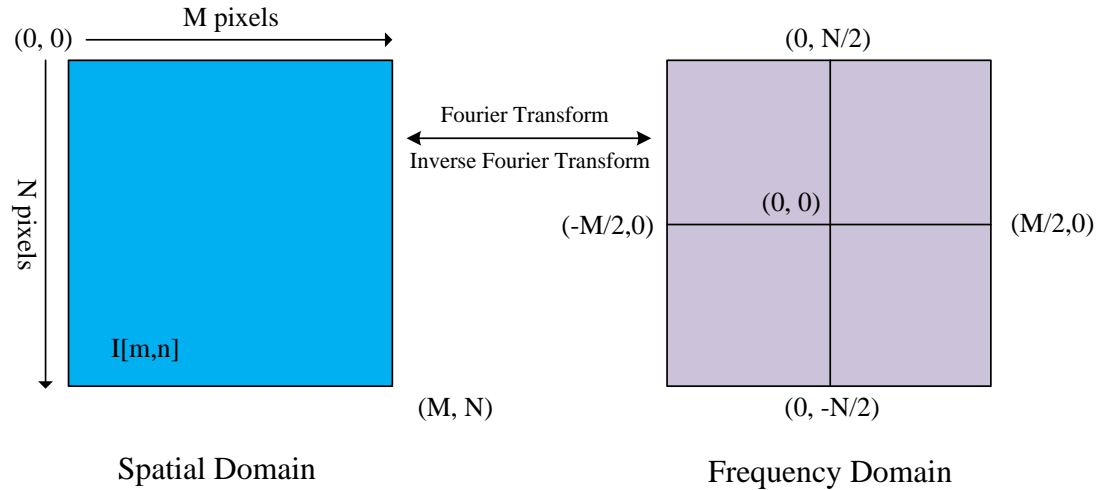 M pixels
(0, 0)
N pixels
I[m,n]
(M, N)
Spatial Domain
Fourier Transform
Inverse Fourier Transform
(0, N/2)
(0, 0)
(-M/2,0)
(M/2,0)
(0, -N/2)
Frequency Domain